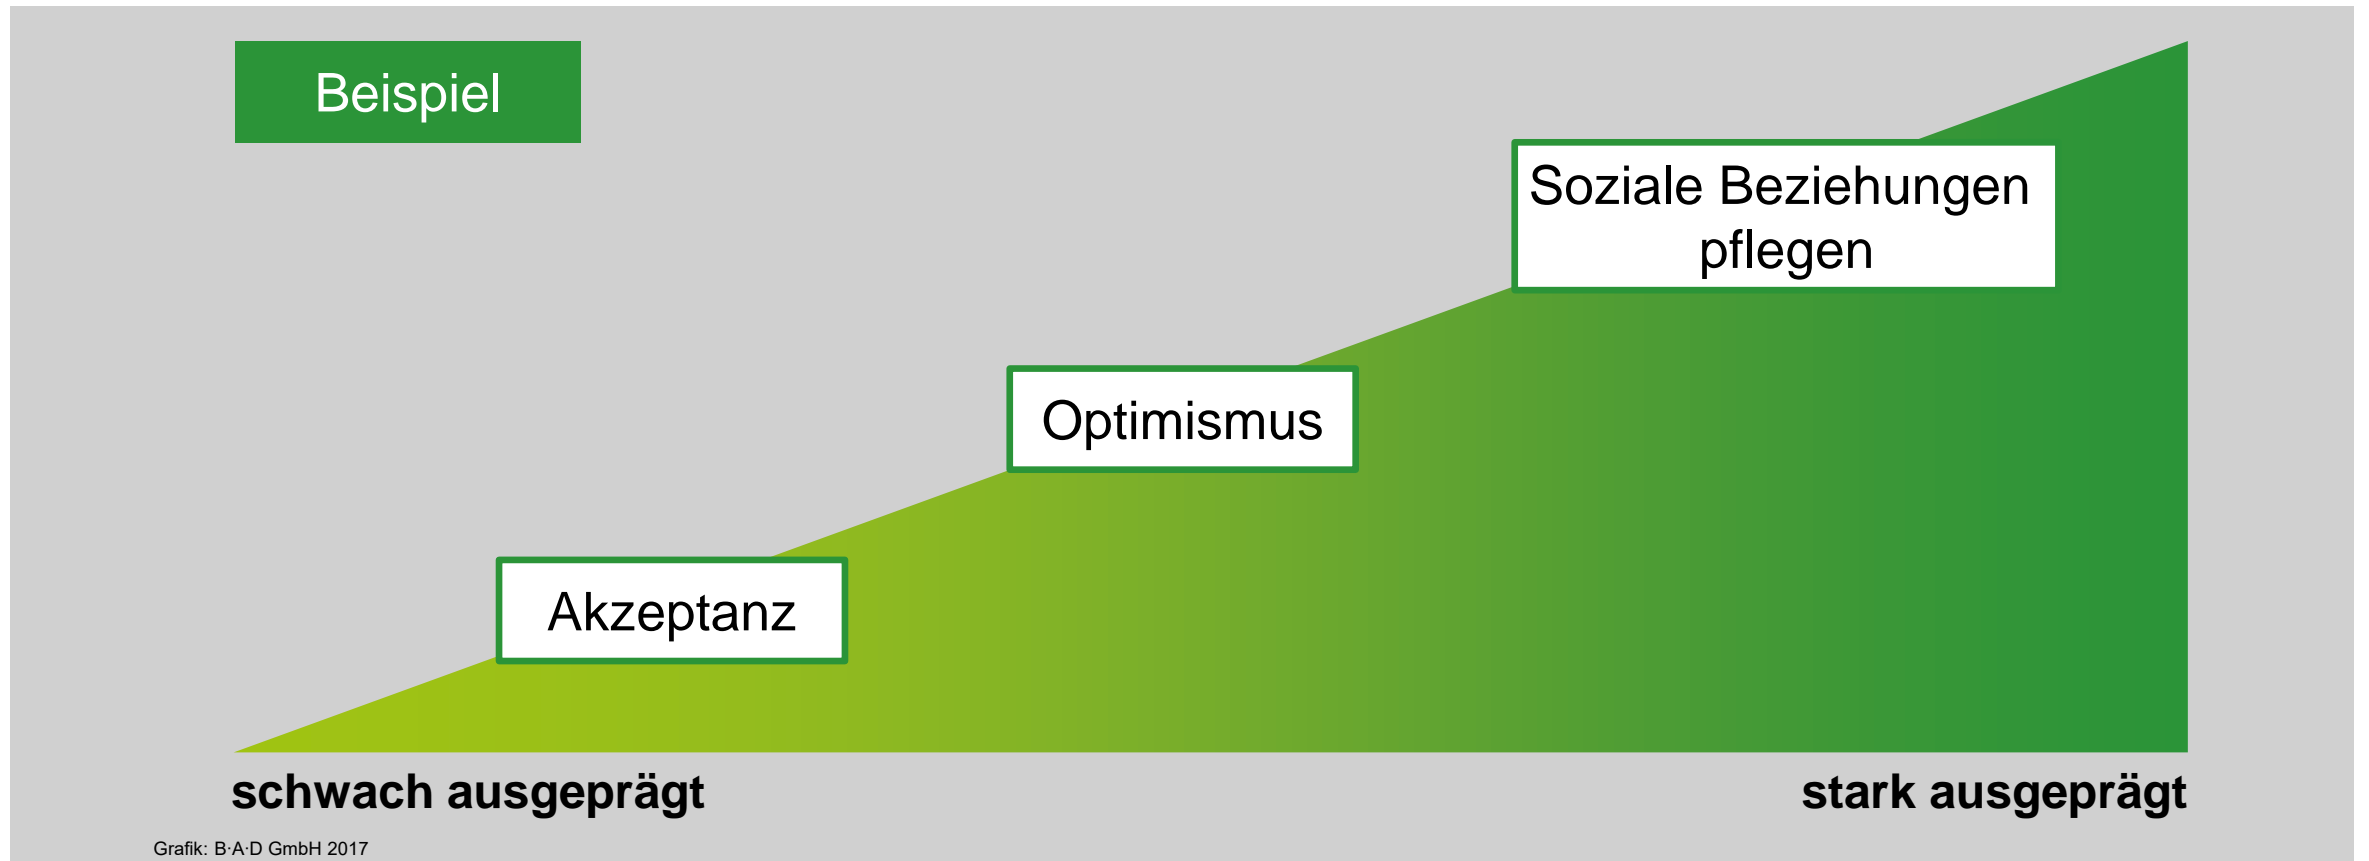 Beispiel
Soziale Beziehungen
pflegen
Optimismus
Akzeptanz
schwach ausgeprägt
stark ausgeprägt
Grafik: B·A·D GmbH 2017